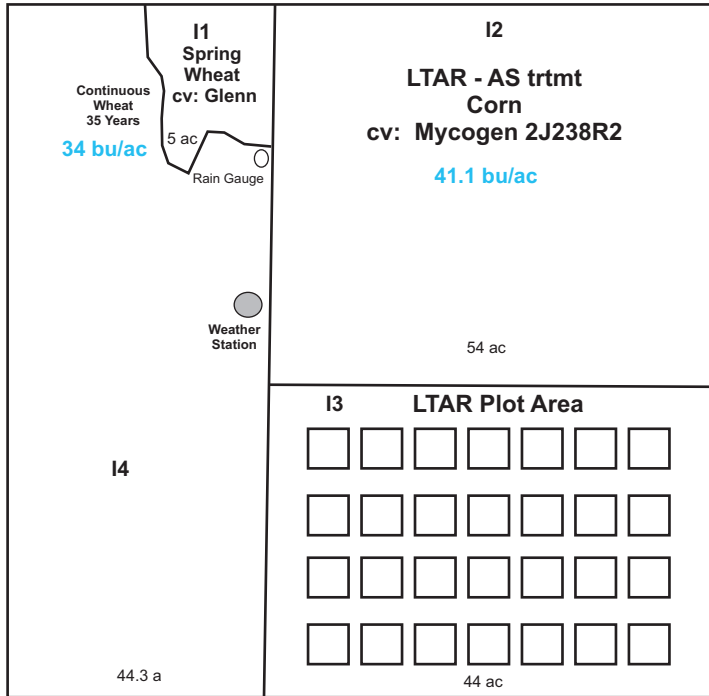 I1
Spring
Wheat
cv: Glenn
5 ac
Continuous
Wheat
35 Years
34 bu/ac
Rain Gauge
I2
LTAR - AS trtmt
Corn
cv: Mycogen 2J238R2
41.1 bu/ac
54 ac
Weather
Station
I3
LTAR Plot Area
I4
44.3 a
44 ac